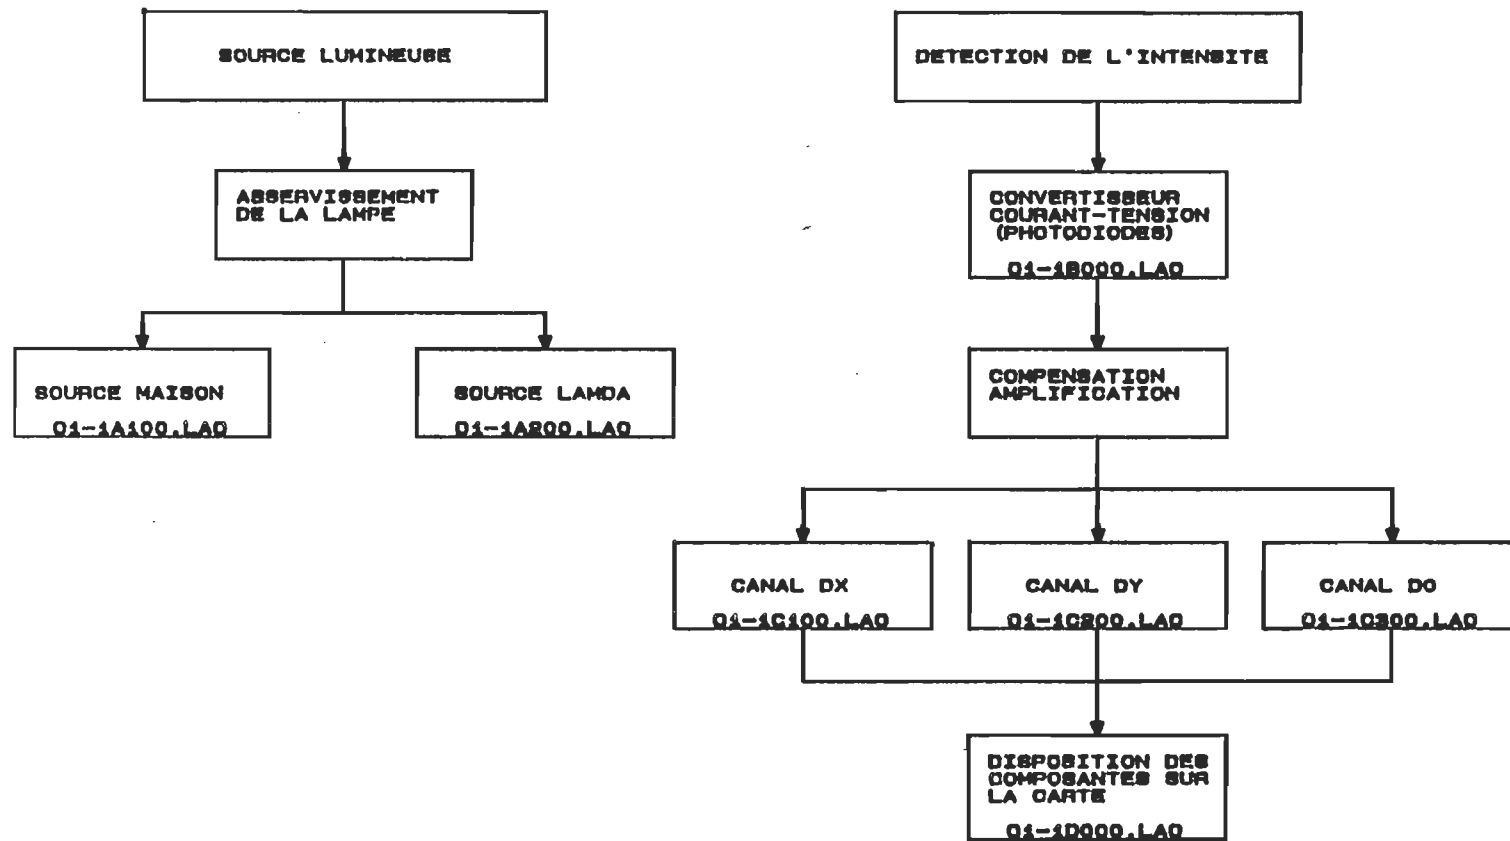 SOURCE LUMINEUSE
ASSERVISSEMENT
DE LA LAMPE
SOURCE MAISON
01-1A100.LAO
SOURCE LAMDA
01-1A200.LAO
DETECTION DE L'INTENSITE
CONVERTISSEUR
COURANT-TENSION
(PHOTODIODES)
01-1B000.LAO
COMPENSATION
AMPLIFICATION
CANAL DX
01-1C100.LAO
CANAL DY
01-1C200.LAO
CANAL DO
01-1C300.LAO
DISPOSITION DES
COMPOSANTES SUR
LA CARTE
01-1D000.LAO